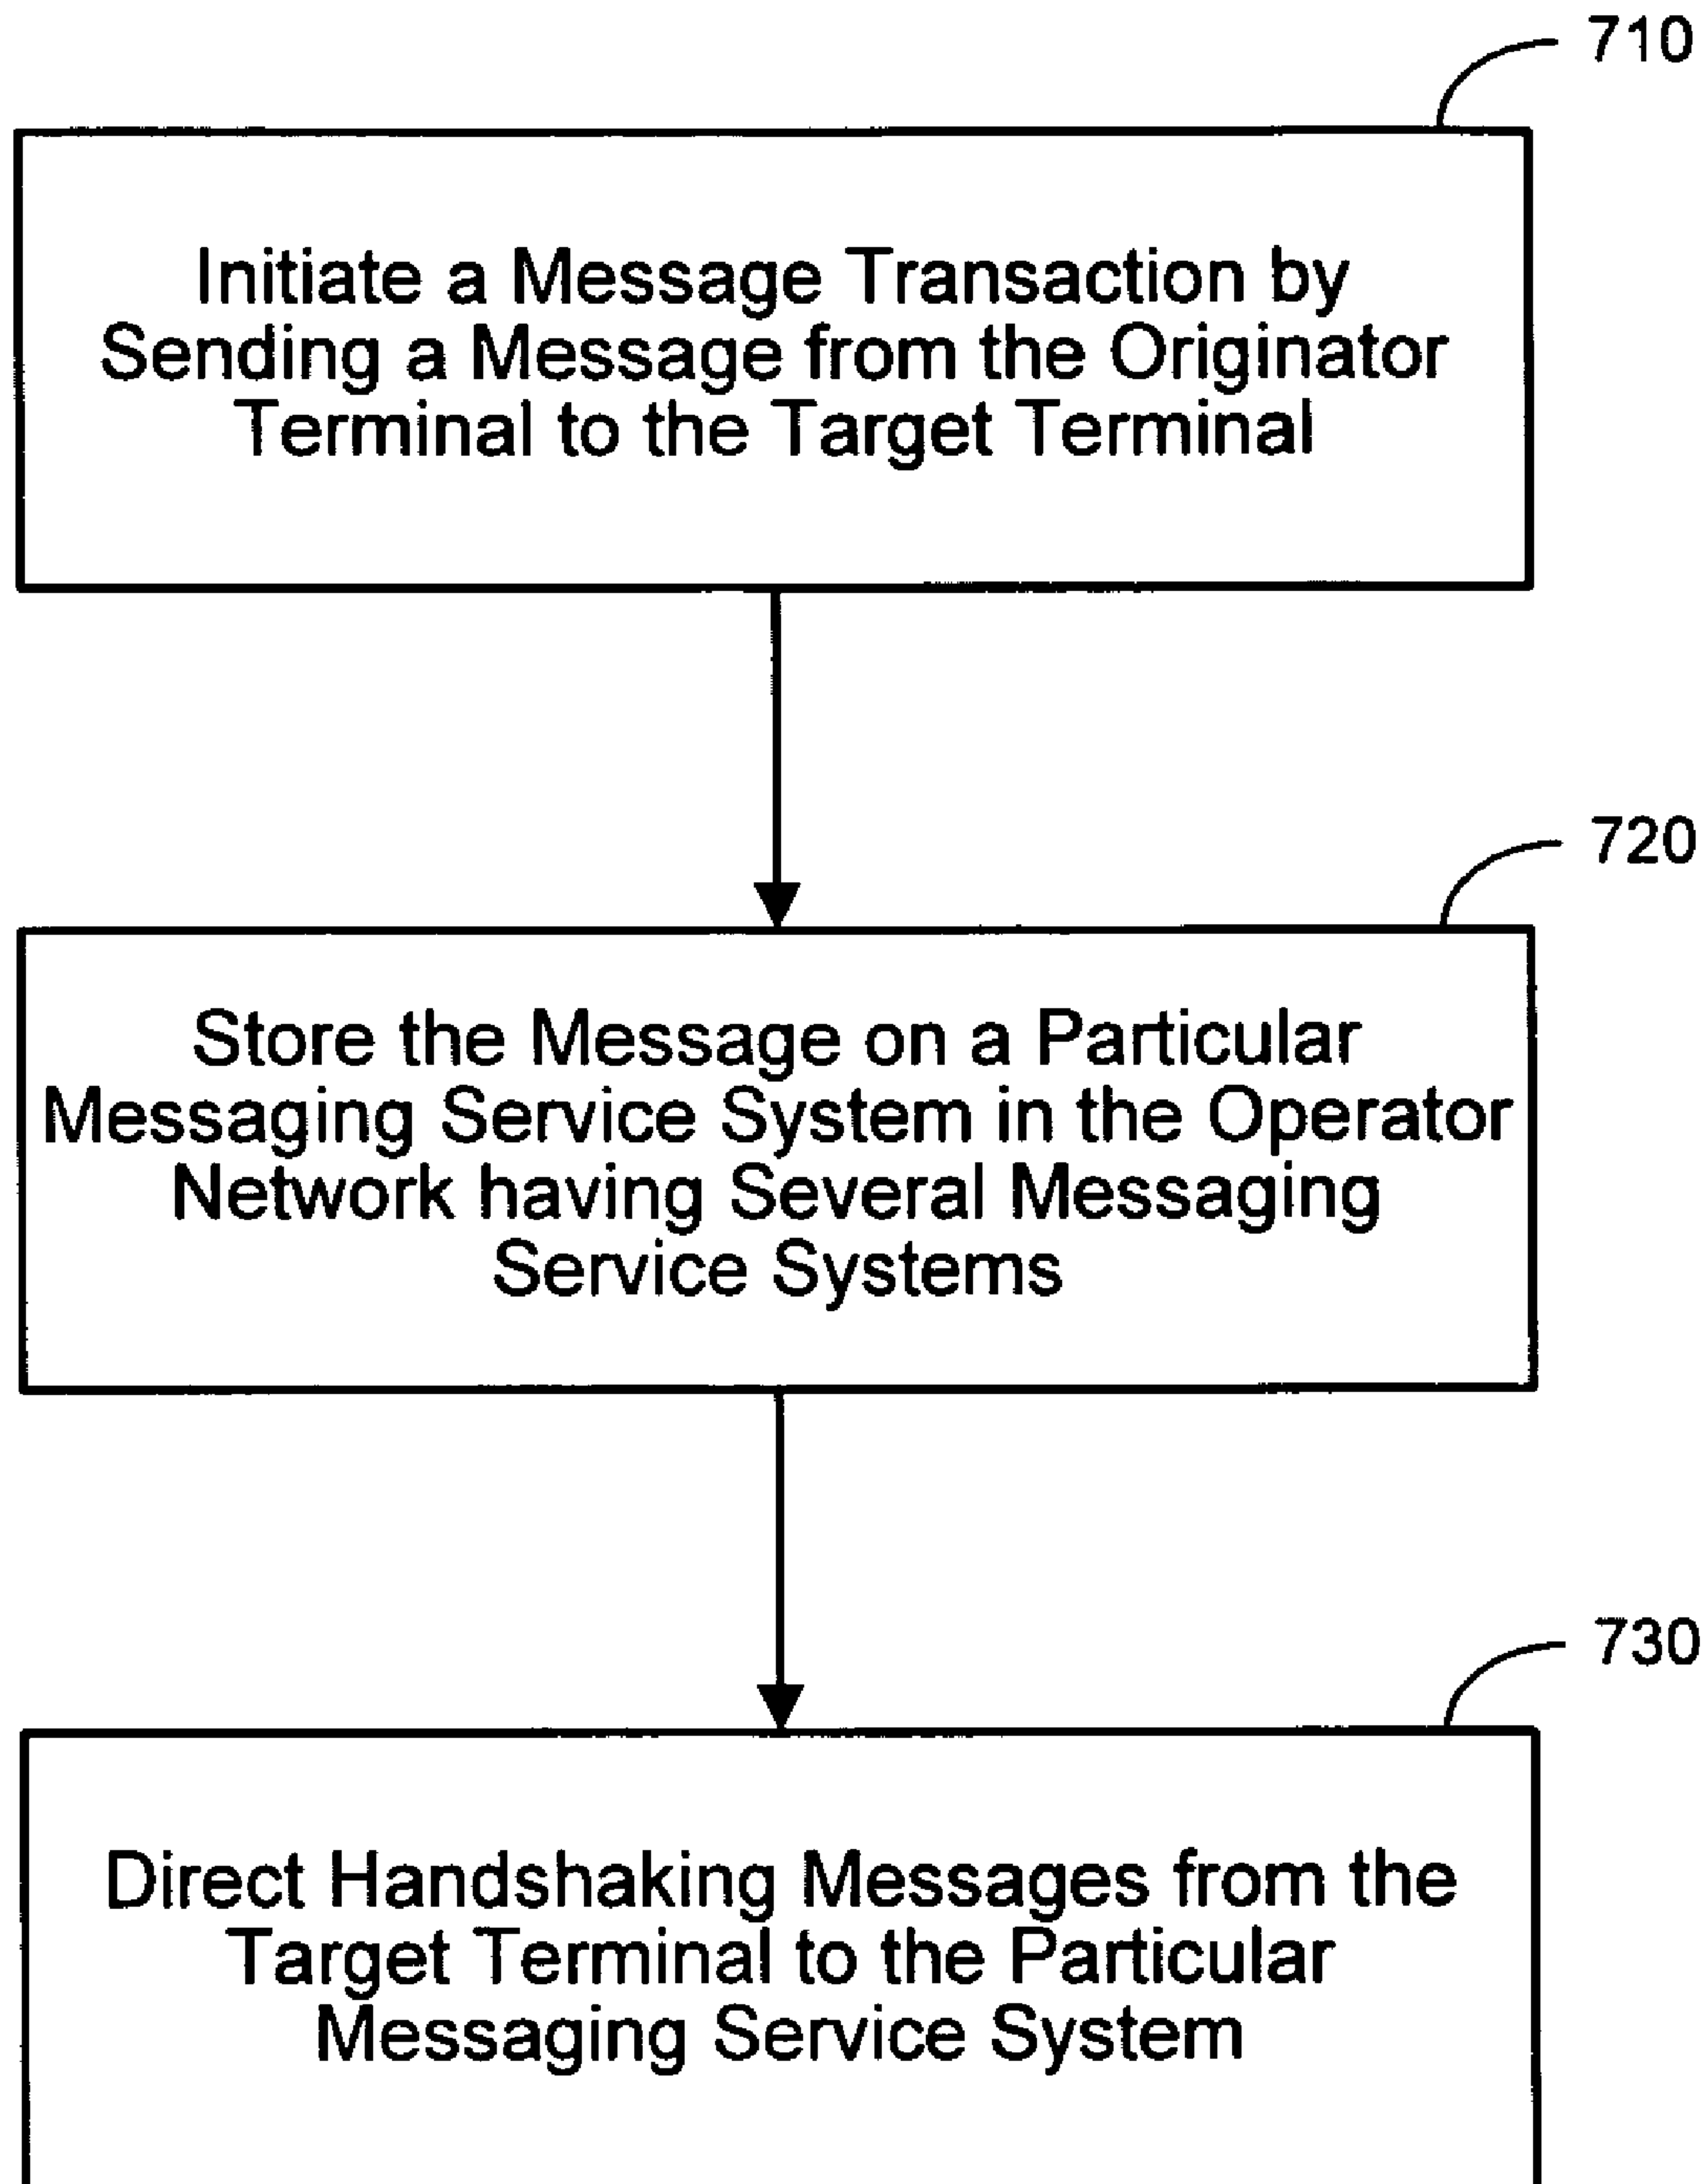 710
Initiate a Message Transaction by
Sending a Message from the Originator
Terminal to the Target Terminal
720
Store the Message on a Particular
Messaging Service System in the Operator
Network having Several Messaging
Service Systems
730
Direct Handshaking Messages from the
Target Terminal to the Particular
Messaging Service System